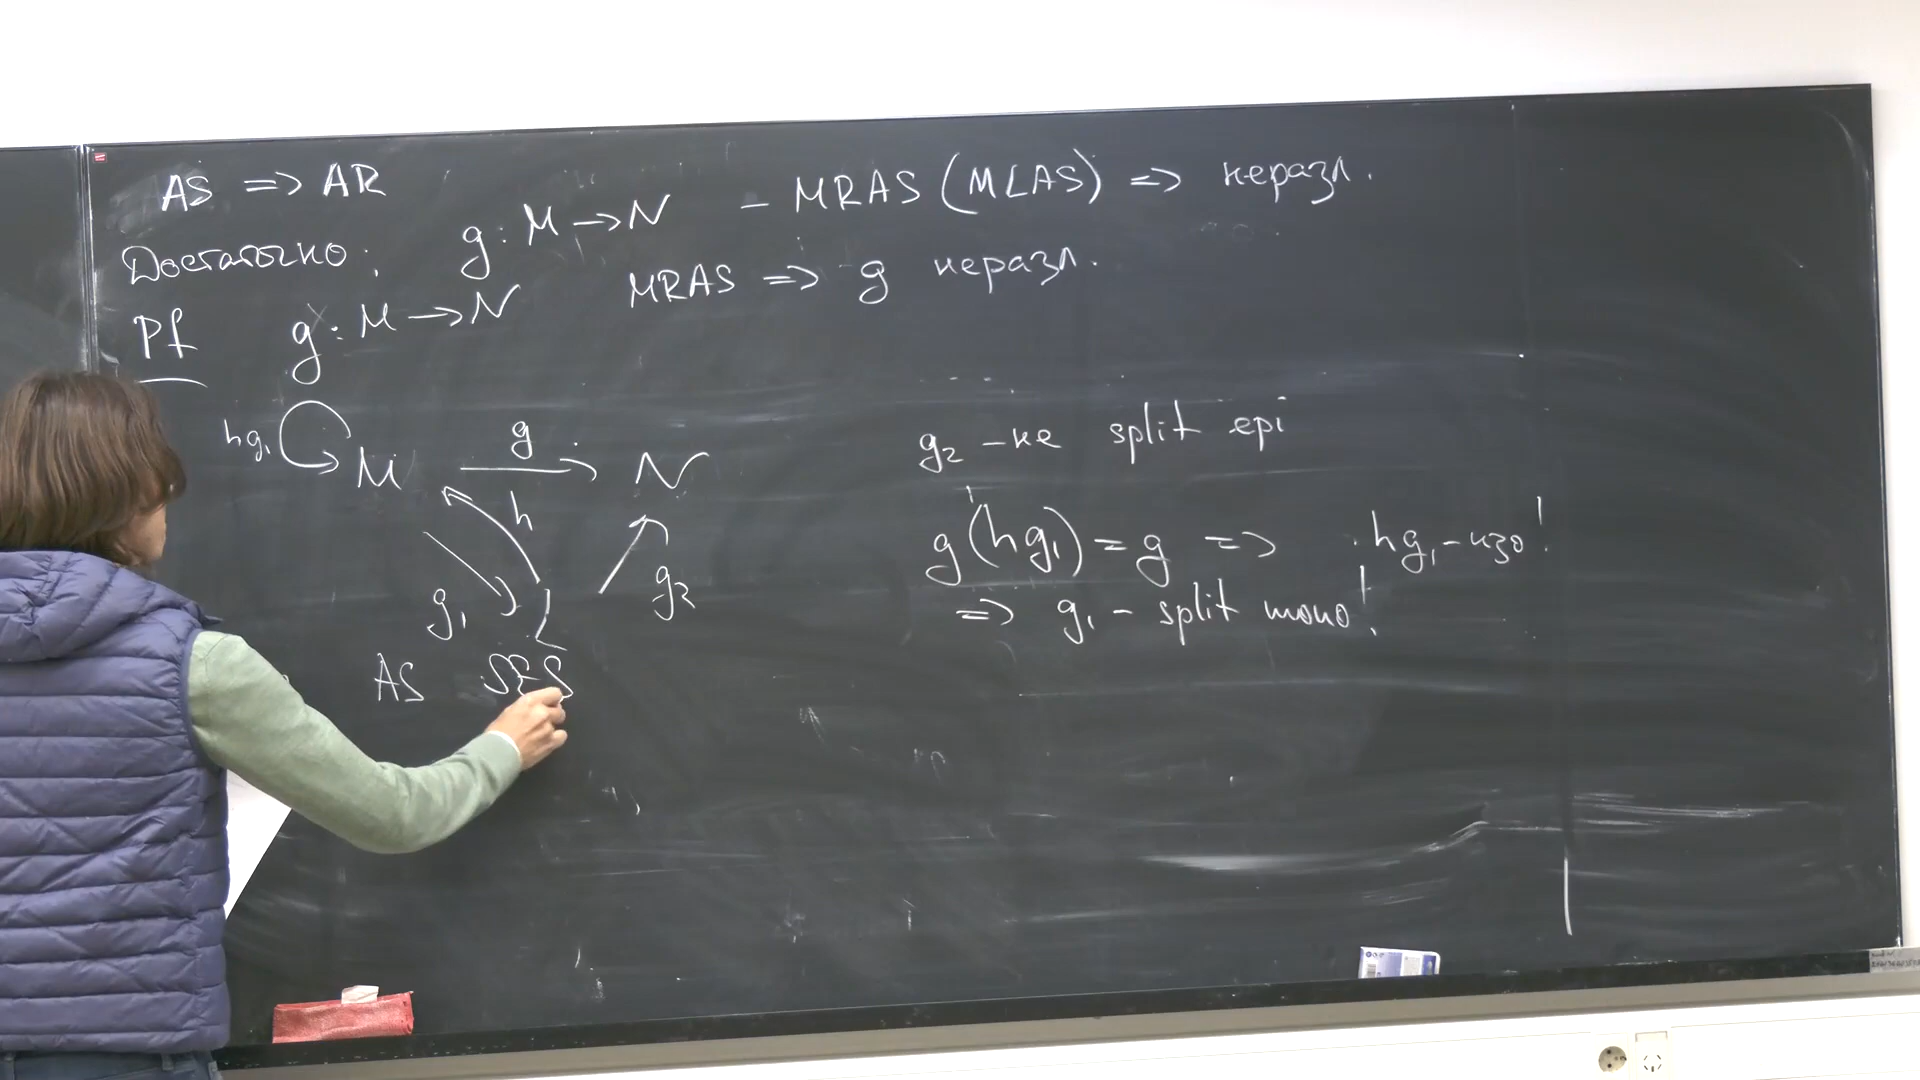 AS => AR
Достаточно: g: M → N – MRAS (MLAS) => неразл.
MRAS => g неразл.
Pf g: M → N
hg₁ M g N
h
g₁ g₂
L
AS SES
g₂ – не split epi
g(hg₁) = g => hg₁ – изо!
=> g₁ – split mono!